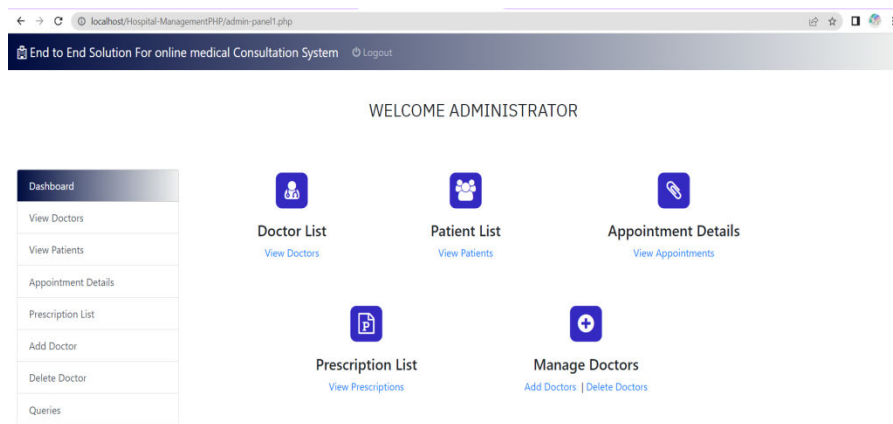 localhost/Hospital-ManagementPHP/admin-panel1.php
End to End Solution For online medical Consultation System Logout
WELCOME ADMINISTRATOR
Dashboard
View Doctors
View Patients
Appointment Details
Prescription List
Add Doctor
Delete Doctor
Queries
Doctor List
View Doctors
Patient List
View Patients
Appointment Details
View Appointments
P
Prescription List
View Prescriptions
Manage Doctors
Add Doctors | Delete Doctors